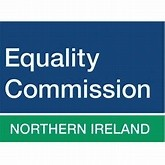 Equality
Commission
NORTHERN IRELAND